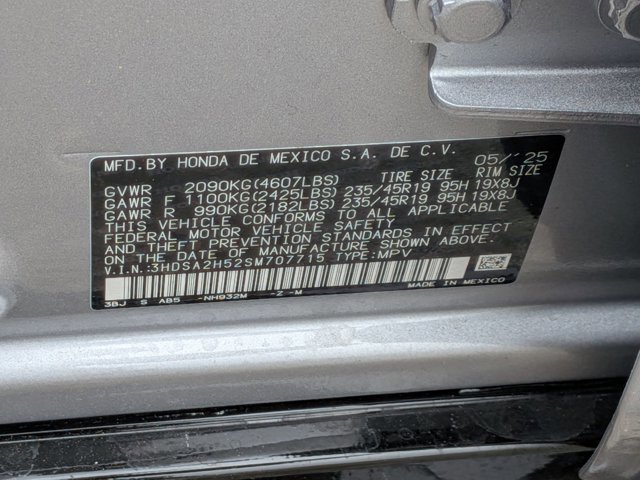 MFD.BY HONDA DE MEXICO S.A. DE C.V. 05/'25
GVWR 2090KG(4607LBS) TIRE SIZE RIM SIZE
GAWR F 1100KG(2425LBS) 235/45R19 95H 19X8J
GAWR R 990KG(2182LBS) 235/45R19 95H 19X8J
THIS VEHICLE CONFORMS TO ALL APPLICABLE
FEDERAL MOTOR VEHICLE SAFETY AND
THEFT PREVENTION STANDARDS IN EFFECT
ON THE DATE OF MANUFACTURE SHOWN ABOVE.
V.I.N.:3HDSA2H52SM707715 TYPE:MPV
3BJ S AB5 -NH932M -Z-M MADE IN MEXICO